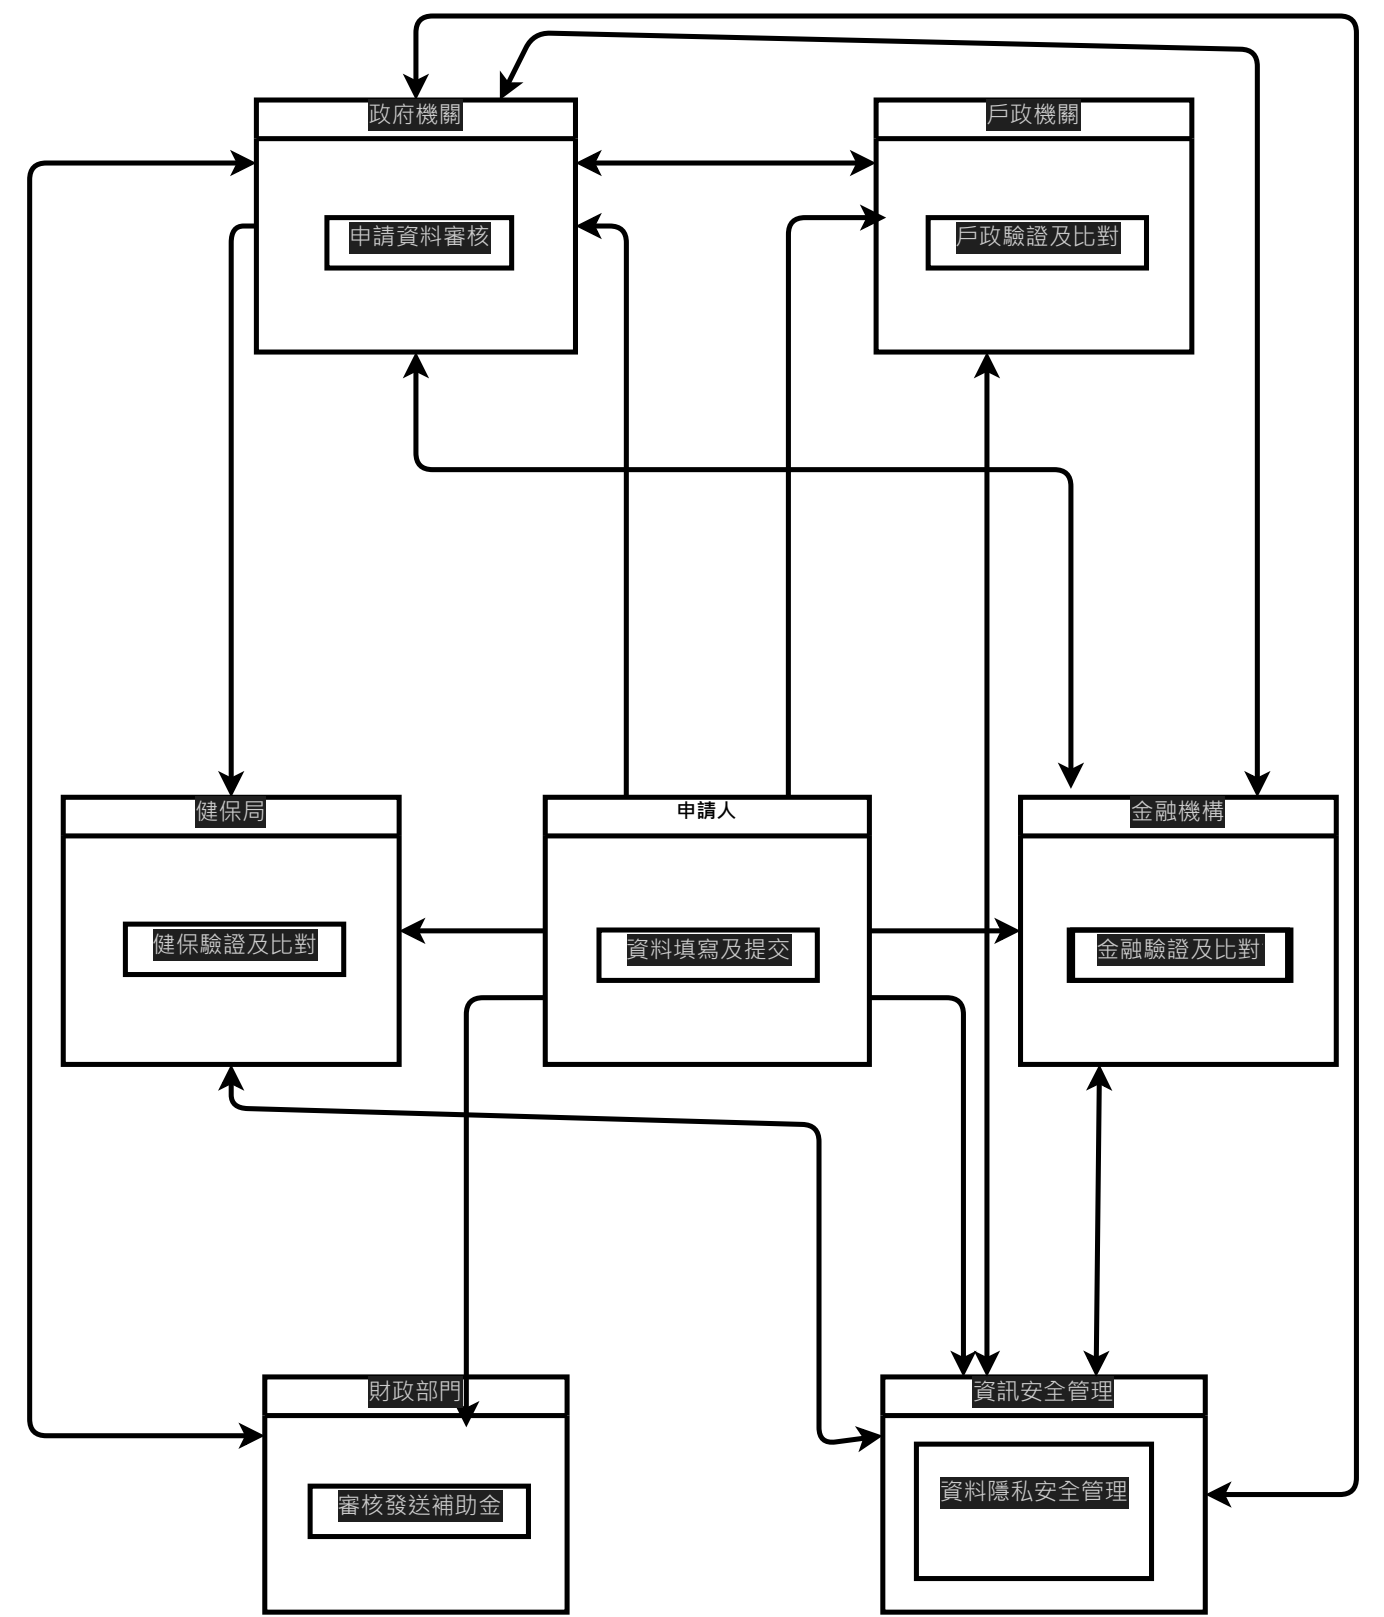 政府機關
戶政機關
申請資料審核
戶政驗證及比對
健保局
申請人
金融機構
健保驗證及比對
資料填寫及提交
金融驗證及比對
財政部門
資訊安全管理
審核發送補助金
資料隱私安全管理